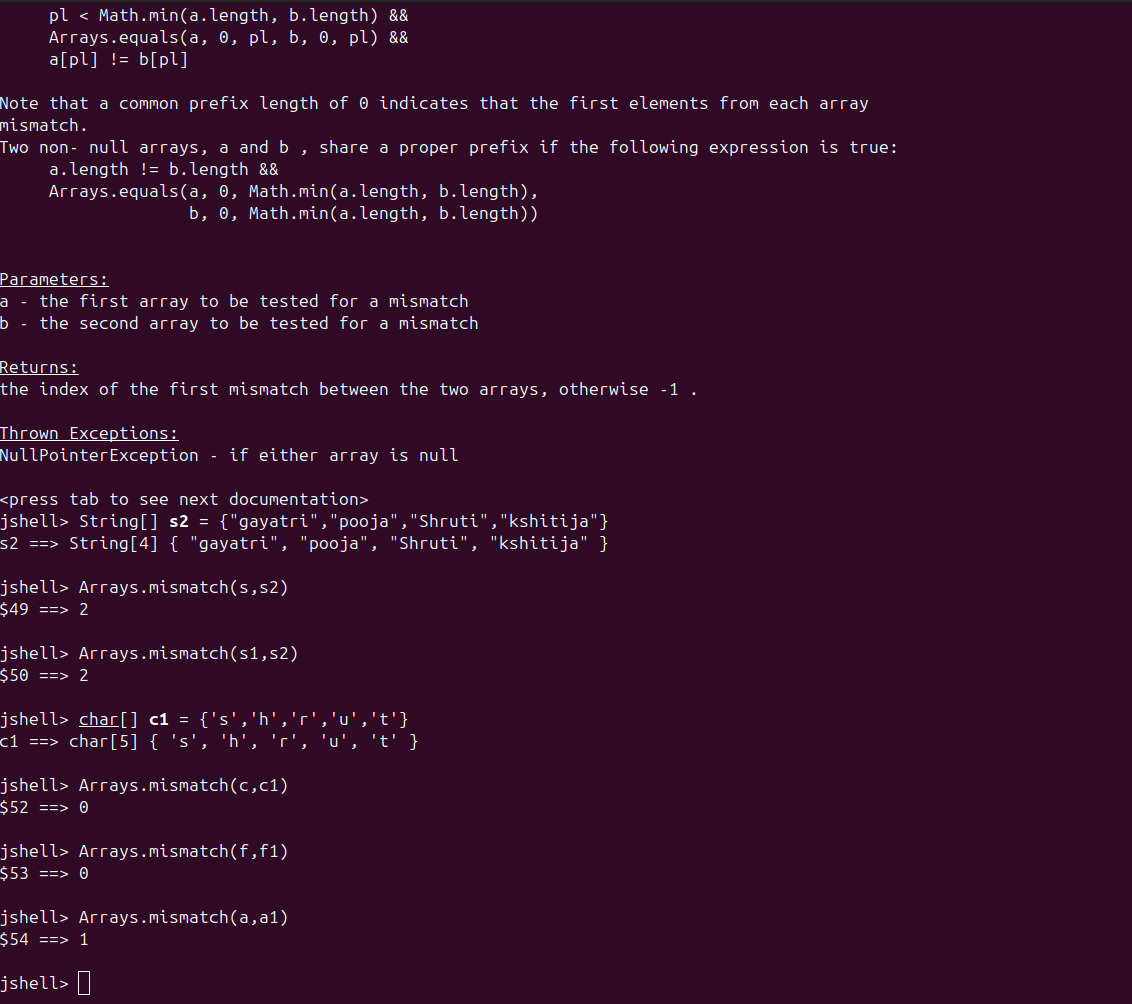 pl < Math.min(a.length, b.length) &&
Arrays.equals(a, 0, pl, b, 0, pl) &&
a[pl] != b[pl]
Note that a common prefix length of 0 indicates that the first elements from each array
mismatch.
Two non- null arrays, a and b , share a proper prefix if the following expression is true:
a.length != b.length &&
Arrays.equals(a, 0, Math.min(a.length, b.length),
b, 0, Math.min(a.length, b.length))
Parameters:
a - the first array to be tested for a mismatch
b - the second array to be tested for a mismatch
Returns:
the index of the first mismatch between the two arrays, otherwise -1 .
Thrown Exceptions:
NullPointerException - if either array is null
<press tab to see next documentation>
jshell> String[] s2 = {"gayatri","pooja","Shruti","kshitija"}
s2 ==> String[4] { "gayatri", "pooja", "Shruti", "kshitija" }
jshell> Arrays.mismatch(s,s2)
$49 ==> 2
jshell> Arrays.mismatch(s1,s2)
$50 ==> 2
jshell> char[] c1 = {'s','h','r','u','t'}
c1 ==> char[5] { 's', 'h', 'r', 'u', 't' }
jshell> Arrays.mismatch(c,c1)
$52 ==> 0
jshell> Arrays.mismatch(f,f1)
$53 ==> 0
jshell> Arrays.mismatch(a,a1)
$54 ==> 1
jshell>